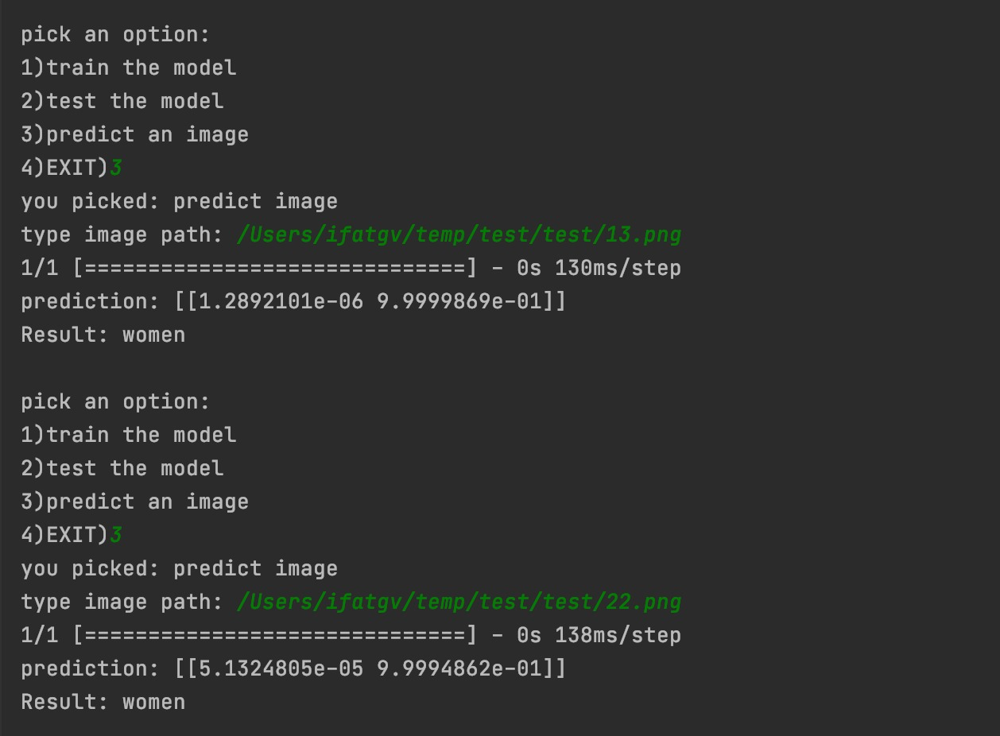 pick an option:
1)train the model
2)test the model
3)predict an image
4)EXIT)3
you picked: predict image
type image path: /Users/ifatgv/temp/test/test/13.png
1/1 [==============================] - 0s 130ms/step
prediction: [[1.2892101e-06 9.9999869e-01]]
Result: women
pick an option:
1)train the model
2)test the model
3)predict an image
4)EXIT)3
you picked: predict image
type image path: /Users/ifatgv/temp/test/test/22.png
1/1 [==============================] - 0s 138ms/step
prediction: [[5.1324805e-05 9.9994862e-01]]
Result: women